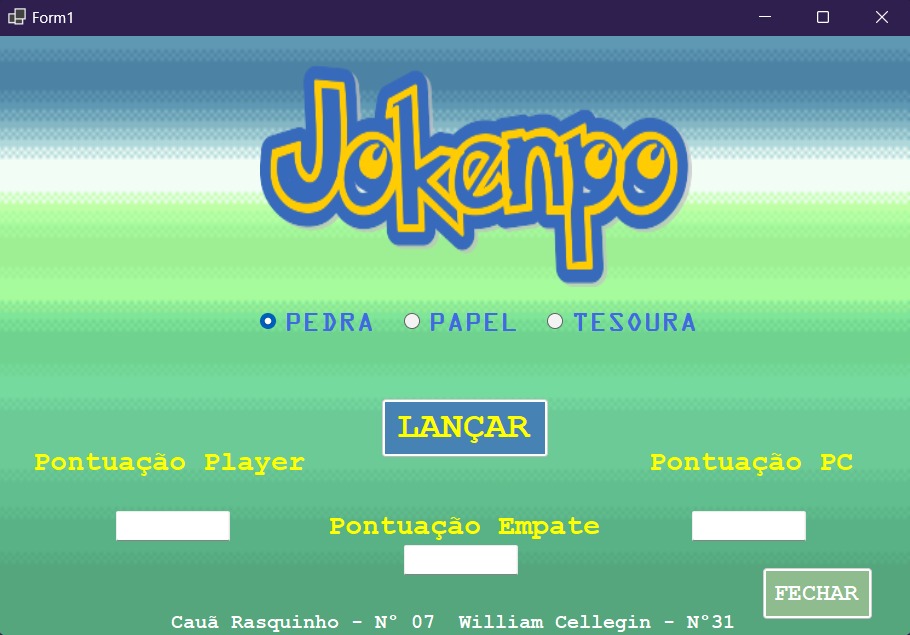 Form1
Jokenpo
PEDRA PAPEL TESOURA
LANÇAR
Pontuação Player
Pontuação PC
Pontuação Empate
FECHAR
Cauã Rasquinho - N° 07 William Cellegin - N°31